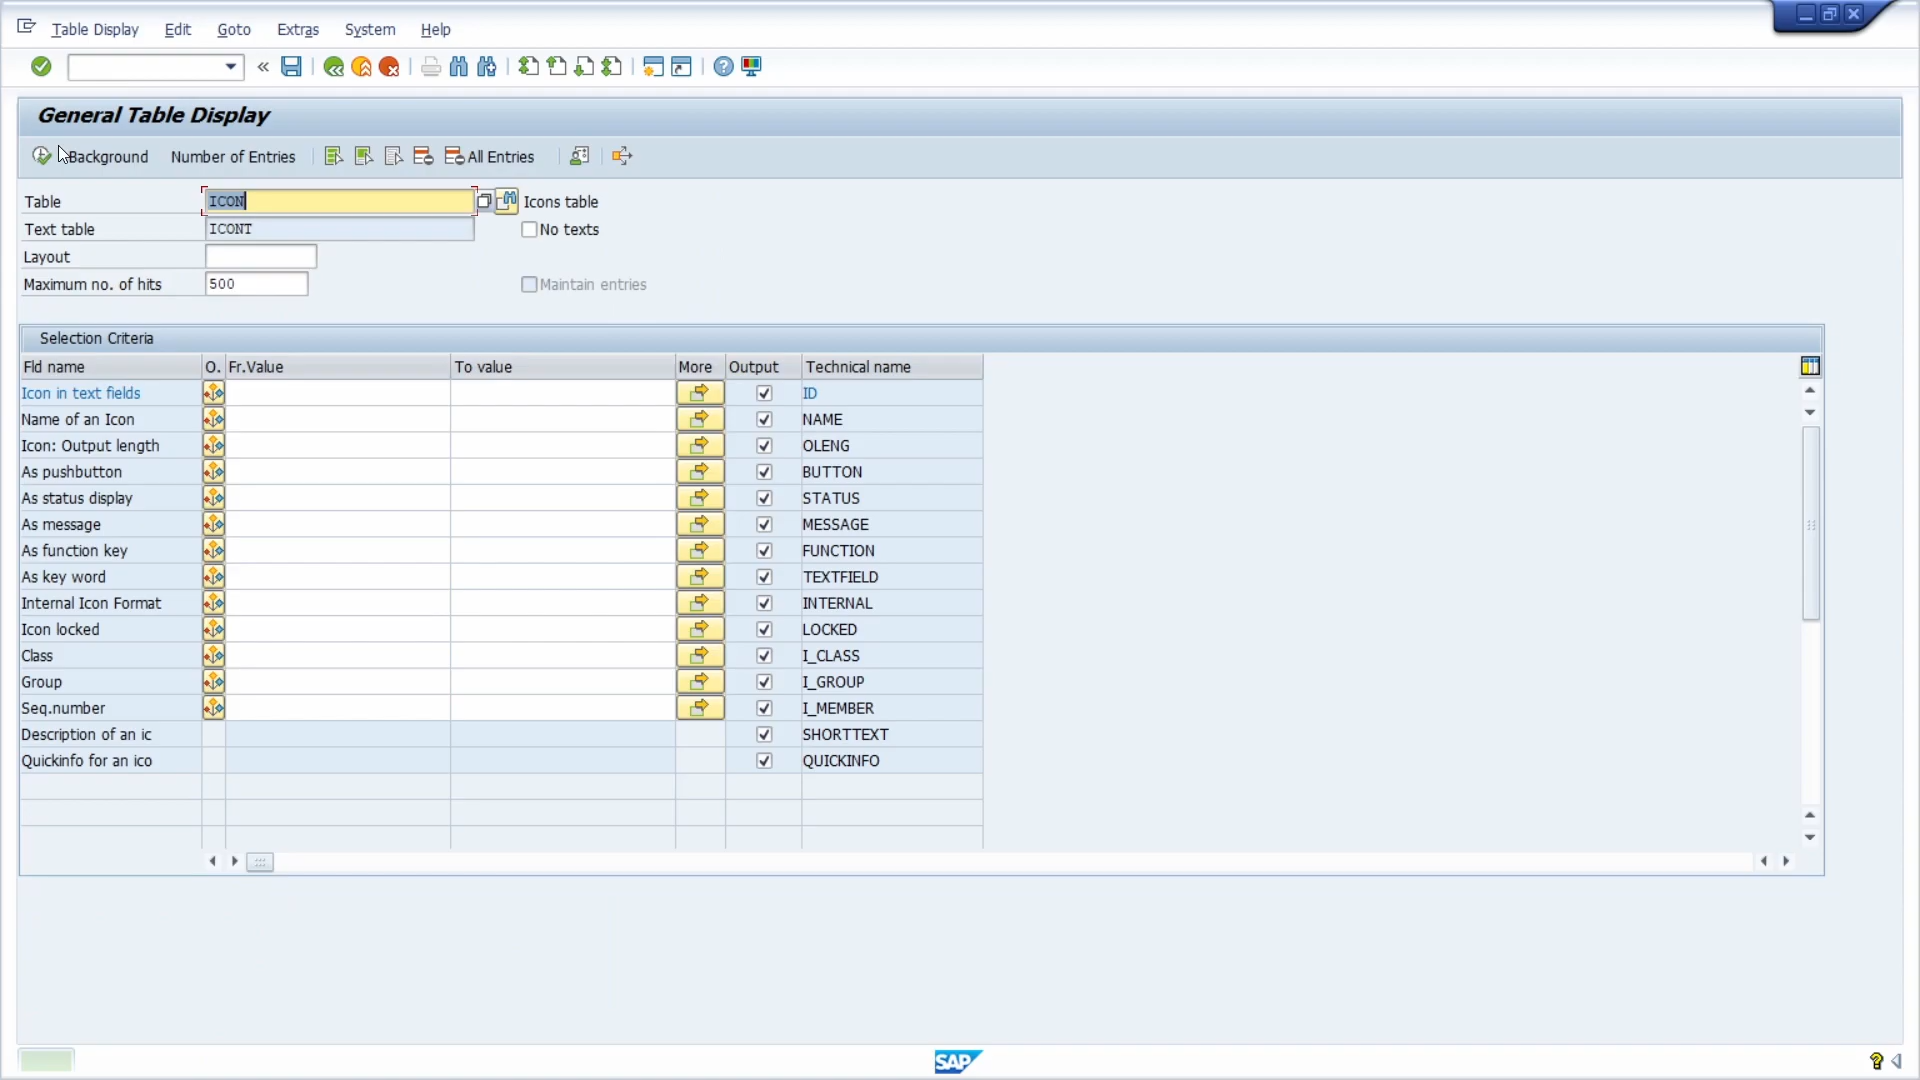 Table Display Edit Goto Extras System Help
General Table Display
Background Number of Entries All Entries
Table ICON Icons table
Text table ICONT No texts
Layout
Maximum no. of hits 500 Maintain entries
Selection Criteria
Fld name O. Fr.Value To value More Output Technical name
Icon in text fields ID
Name of an Icon NAME
Icon: Output length OLENG
As pushbutton BUTTON
As status display STATUS
As message MESSAGE
As function key FUNCTION
As key word TEXTFIELD
Internal Icon Format INTERNAL
Icon locked LOCKED
Class I_CLASS
Group I_GROUP
Seq.number I_MEMBER
Description of an ic SHORTTEXT
Quickinfo for an ico QUICKINFO
SAP